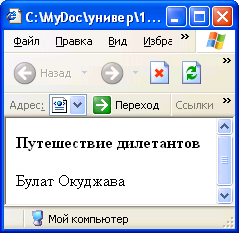 C:\MyDoc\универ\1...
Файл Правка Вид Избра »
Назад »
Адрес: Переход Ссылки »
Путешествие дилетантов
Булат Окуджава
Мой компьютер